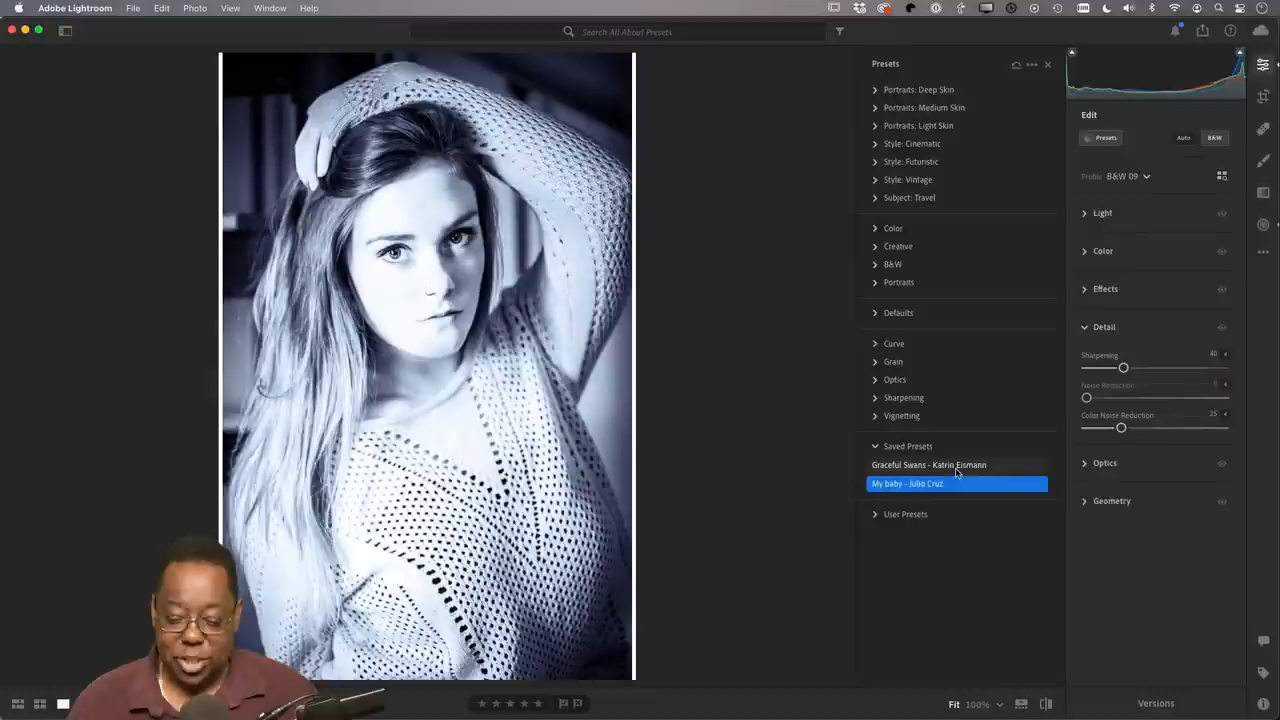 Adobe Lightroom File Edit Photo View Window Help
Search All About Presets
Presets
Portraits: Deep Skin
Portraits: Medium Skin
Portraits: Light Skin
Style: Cinematic
Style: Futuristic
Style: Vintage
Subject: Travel
Color
Creative
B&W
Portraits
Defaults
Curve
Grain
Optics
Sharpening
Vignetting
Saved Presets
Graceful Swans - Katrin Eismann
My baby - Julio Cruz
User Presets
Edit
Presets Auto B&W
Profile B&W 09
Light
Color
Effects
Detail
Sharpening 40
Noise Reduction
Color Noise Reduction 25
Optics
Geometry
Fit 100%
Versions